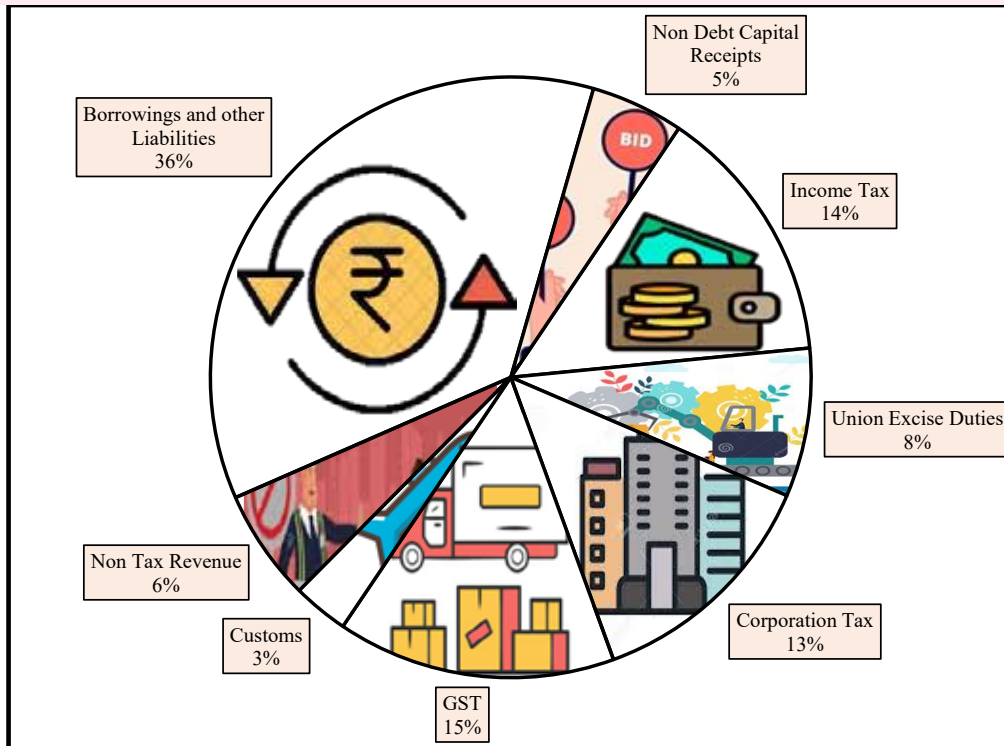 Non Debt Capital
Receipts
5%
Borrowings and other
Liabilities
36%
BID
Income Tax
14%
₹
Union Excise Duties
8%
Non Tax Revenue
6%
Corporation Tax
13%
Customs
3%
GST
15%